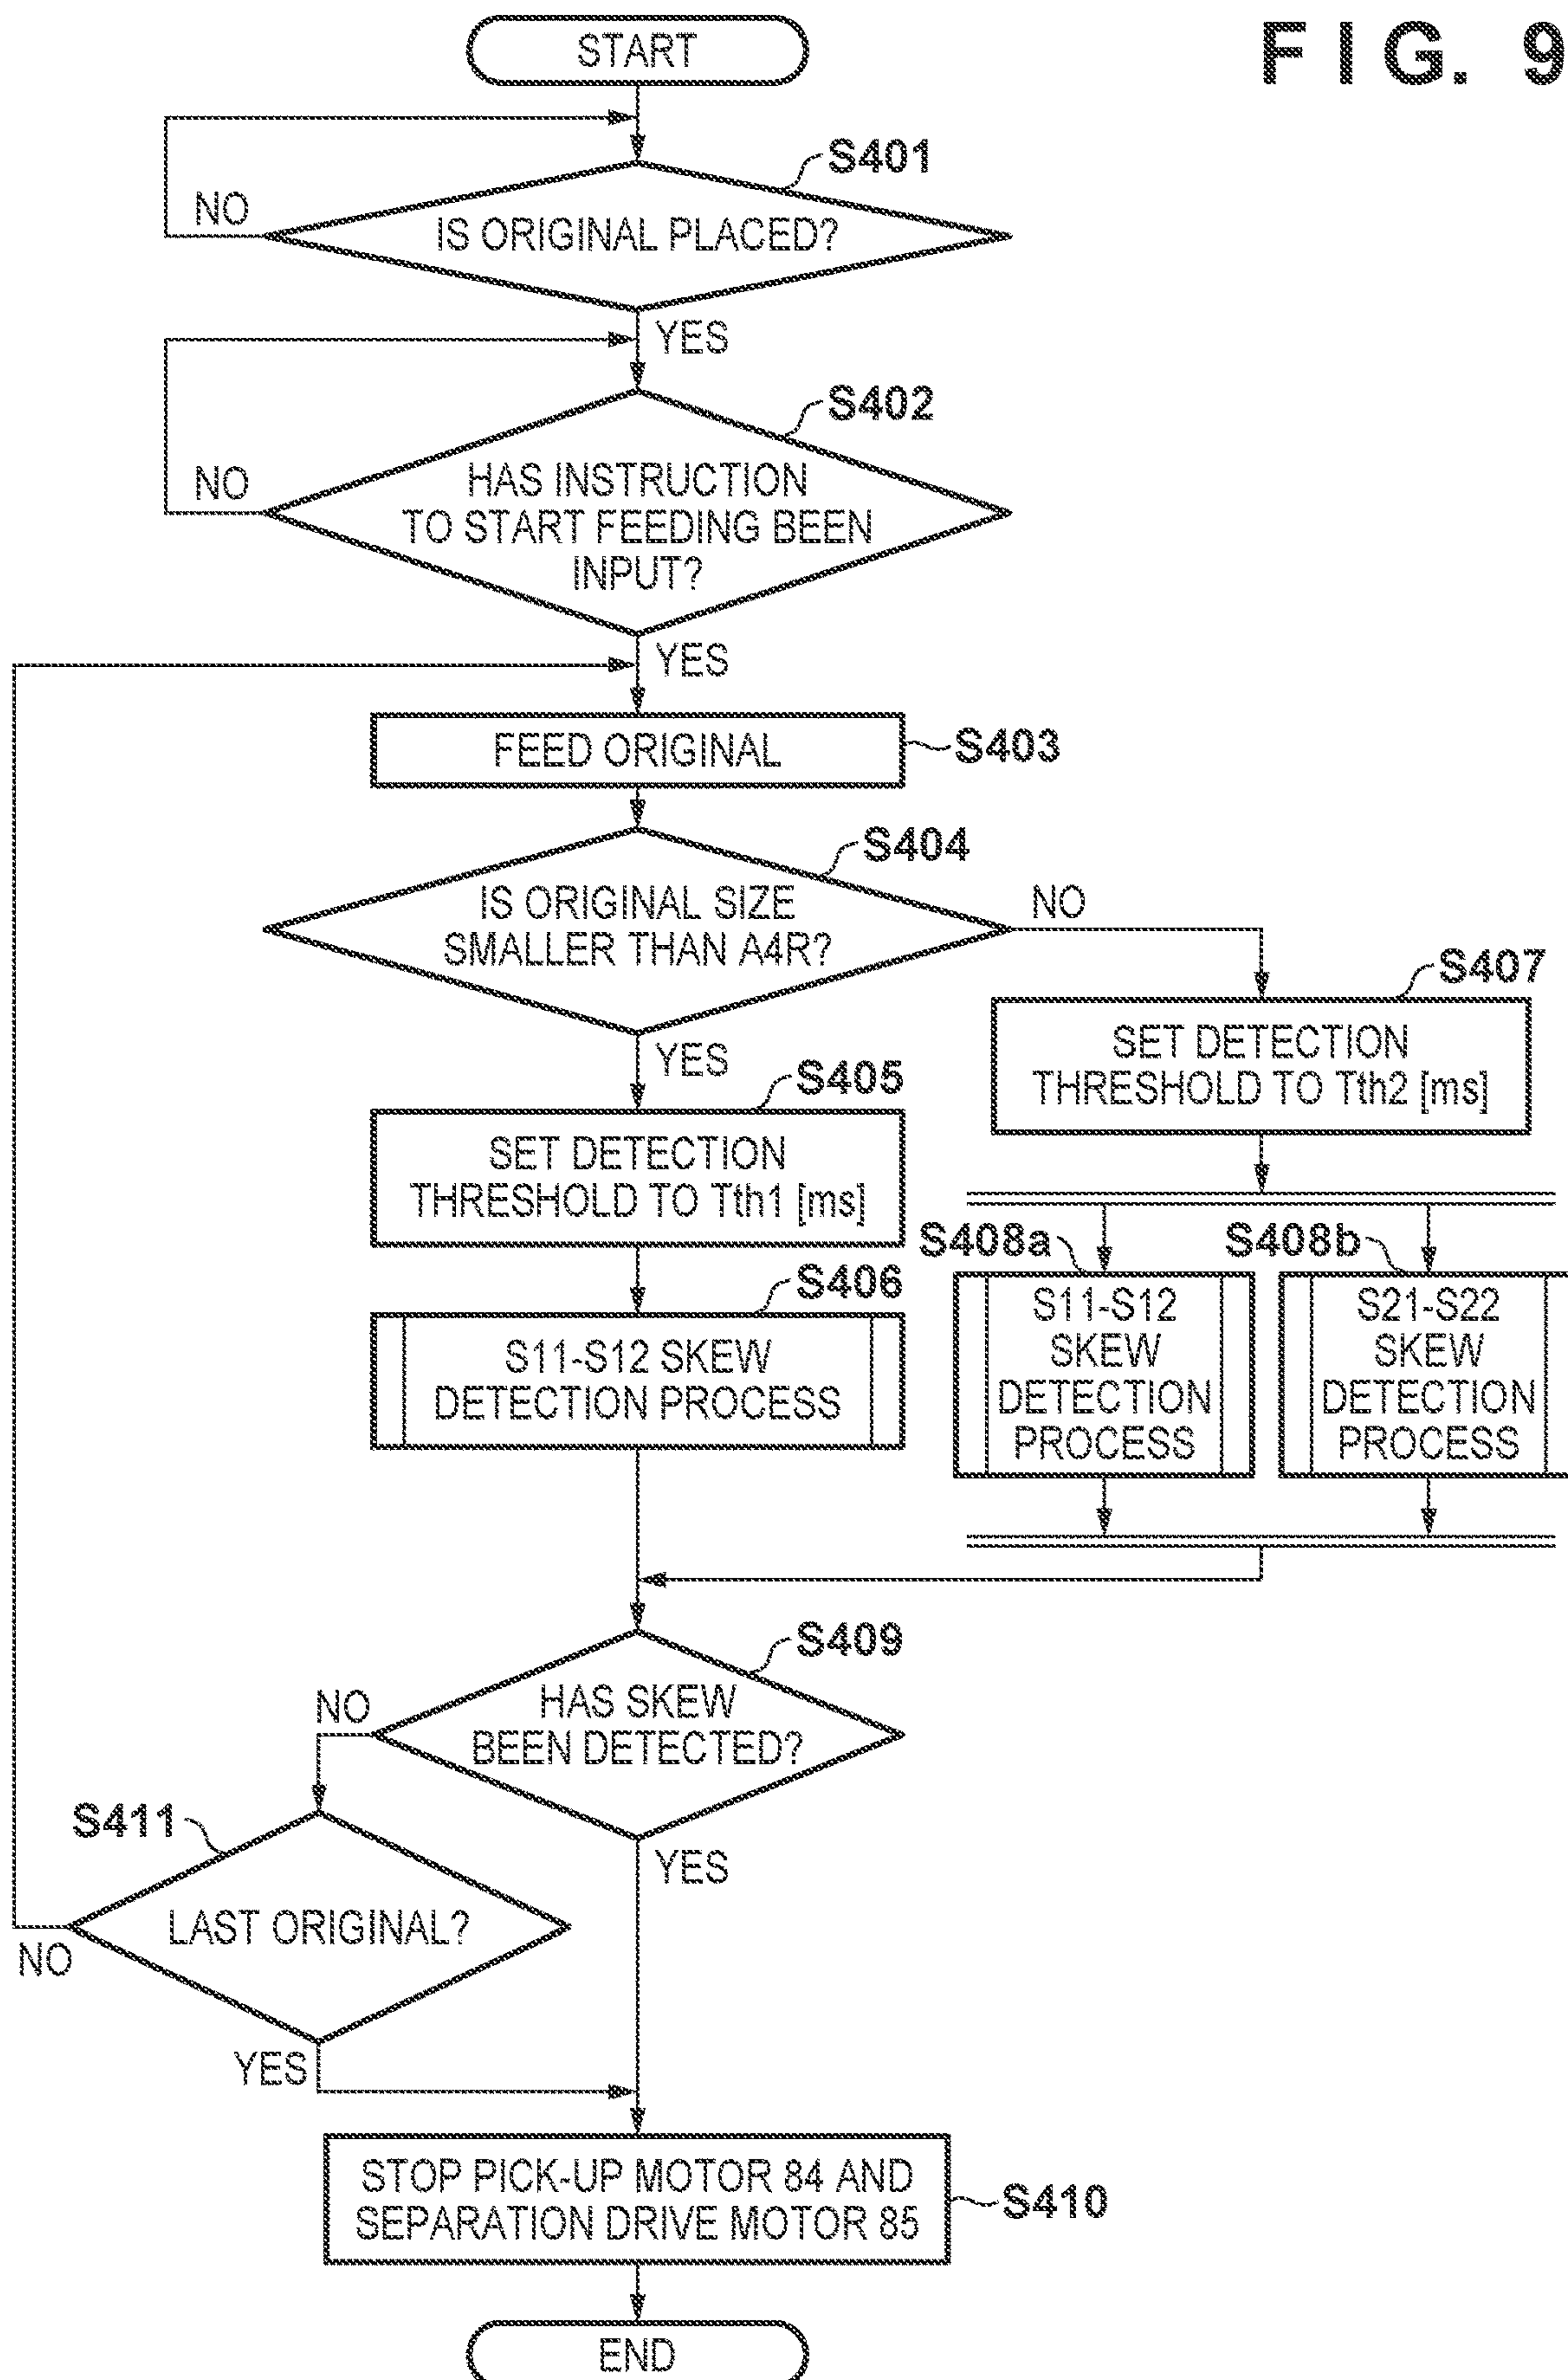 FIG. 9
START
S401
NO
IS ORIGINAL PLACED?
YES
S402
NO
HAS INSTRUCTION
TO START FEEDING BEEN
INPUT?
YES
FEED ORIGINAL
S403
S404
IS ORIGINAL SIZE
SMALLER THAN A4R?
NO
YES
S407
SET DETECTION
THRESHOLD TO Tth2 [ms]
S405
SET DETECTION
THRESHOLD TO Tth1 [ms]
S406
S11-S12 SKEW
DETECTION PROCESS
S408a
S11-S12
SKEW
DETECTION
PROCESS
S408b
S21-S22
SKEW
DETECTION
PROCESS
S409
HAS SKEW
BEEN DETECTED?
NO
YES
S411
LAST ORIGINAL?
NO
YES
STOP PICK-UP MOTOR 84 AND
SEPARATION DRIVE MOTOR 85
S410
END